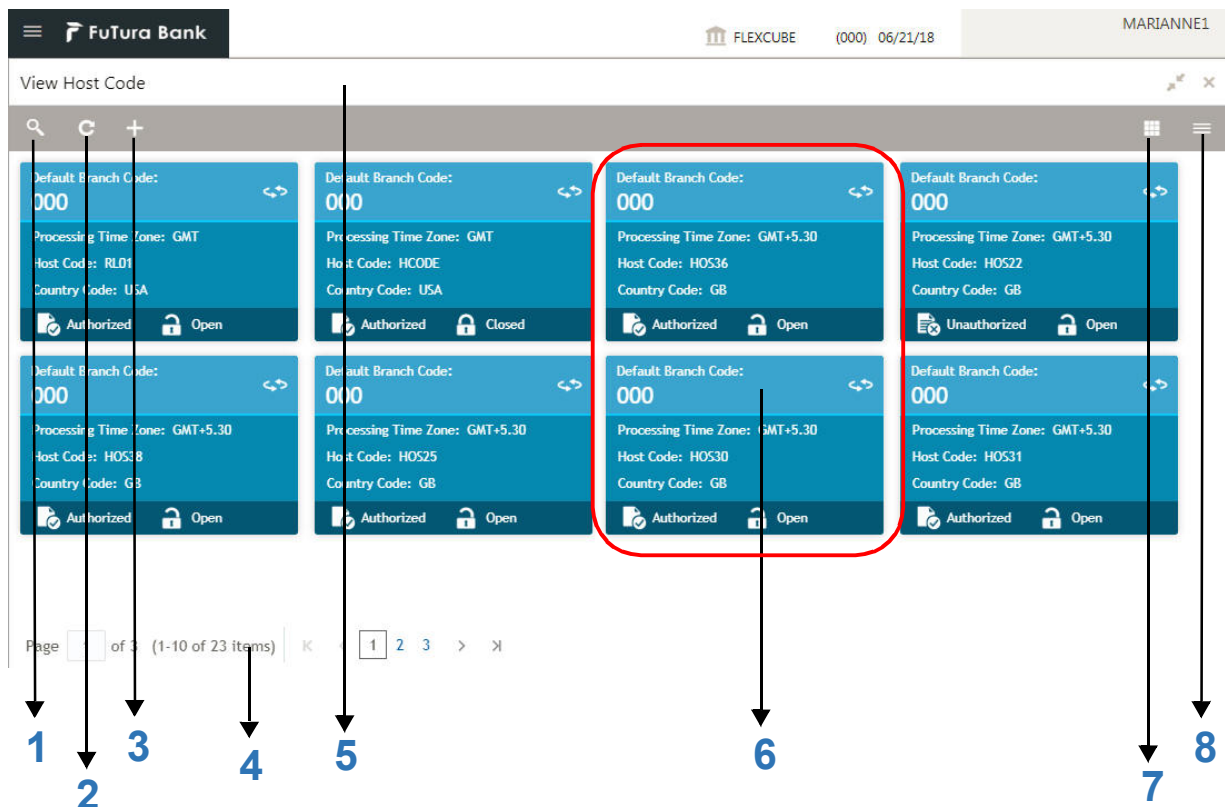 FuTura Bank
FLEXCUBE (000) 06/21/18
MARIANNE1
View Host Code
Default Branch Code:
000
Processing Time Zone: GMT
Host Code: RL01
Country Code: USA
Authorized Open
Default Branch Code:
000
Processing Time Zone: GMT
Host Code: HCODE
Country Code: USA
Authorized Closed
Default Branch Code:
000
Processing Time Zone: GMT+5.30
Host Code: HOS36
Country Code: GB
Authorized Open
Default Branch Code:
000
Processing Time Zone: GMT+5.30
Host Code: HOS22
Country Code: GB
Unauthorized Open
Default Branch Code:
000
Processing Time Zone: GMT+5.30
Host Code: HOS38
Country Code: GB
Authorized Open
Default Branch Code:
000
Processing Time Zone: GMT+5.30
Host Code: HOS25
Country Code: GB
Authorized Open
Default Branch Code:
000
Processing Time Zone: GMT+5.30
Host Code: HOS30
Country Code: GB
Authorized Open
Default Branch Code:
000
Processing Time Zone: GMT+5.30
Host Code: HOS31
Country Code: GB
Authorized Open
Page 1 of 3 (1-10 of 23 items) K < 1 2 3 > >|
1
2
3
4
5
6
7
8